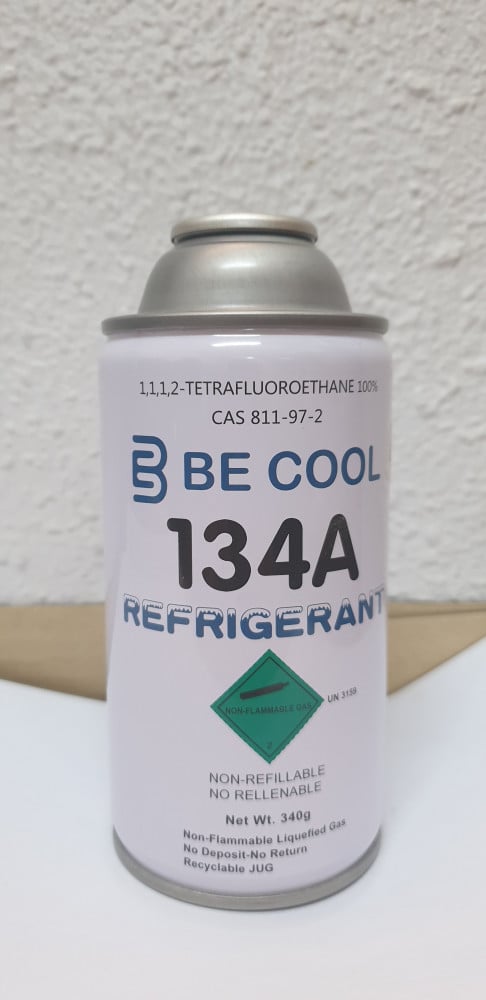 1,1,1,2-TETRAFLUOROETHANE 100%
CAS 811-97-2
BE COOL
134A
REFRIGERANT
NON-FLAMMABLE GAS
2
UN 3159
NON-REFILLABLE
NO RELLENABLE
Net Wt. 340g
Non-Flammable Liquefied Gas
No Deposit-No Return
Recyclable JUG